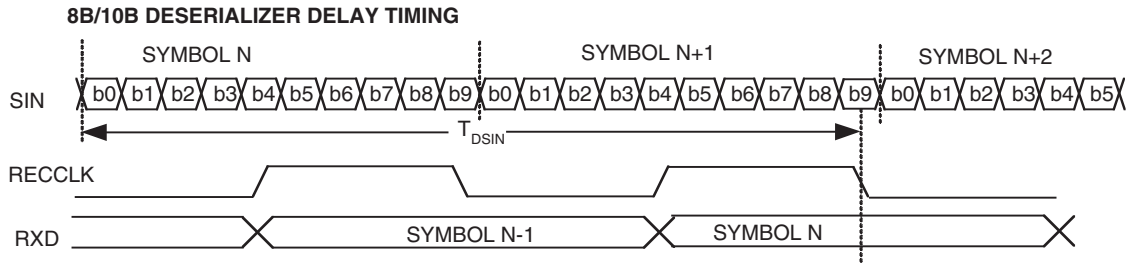 8B/10B DESERIALIZER DELAY TIMING
SYMBOL N SYMBOL N+1 SYMBOL N+2
SIN b0 b1 b2 b3 b4 b5 b6 b7 b8 b9 b0 b1 b2 b3 b4 b5 b6 b7 b8 b9 b0 b1 b2 b3 b4 b5
TDSIN
RECCLK
RXD SYMBOL N-1 SYMBOL N